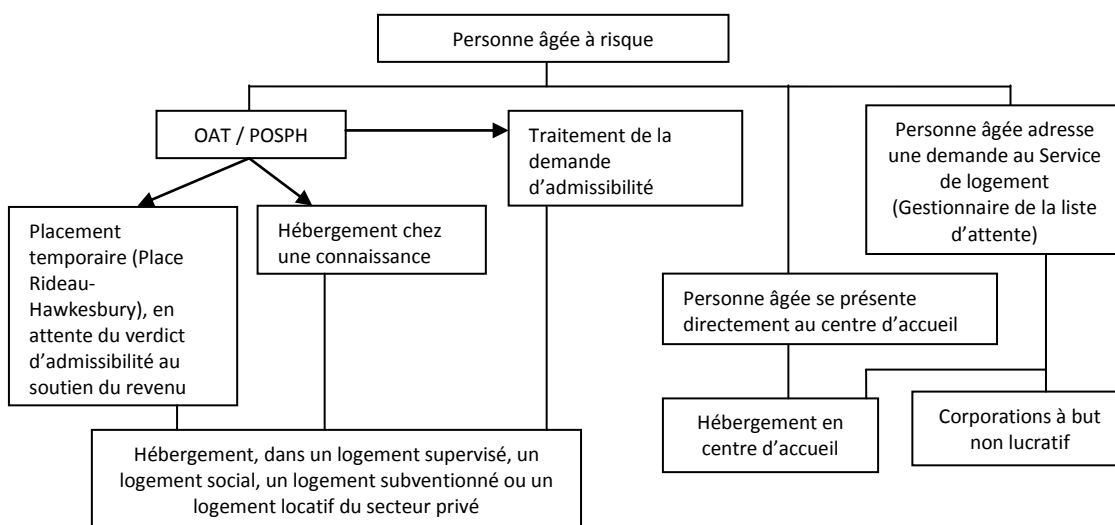 Personne âgée à risque
OAT / POSPH
Traitement de la
demande
d’admissibilité
Personne âgée adresse
une demande au Service
de logement
(Gestionnaire de la liste
d’attente)
Placement
temporaire (Place
Rideau-
Hawkesbury), en
attente du verdict
d’admissibilité au
soutien du revenu
Hébergement chez
une connaissance
Personne âgée se présente
directement au centre d’accueil
Hébergement en
centre d’accueil
Corporations à but
non lucratif
Hébergement, dans un logement supervisé, un
logement social, un logement subventionné ou un
logement locatif du secteur privé